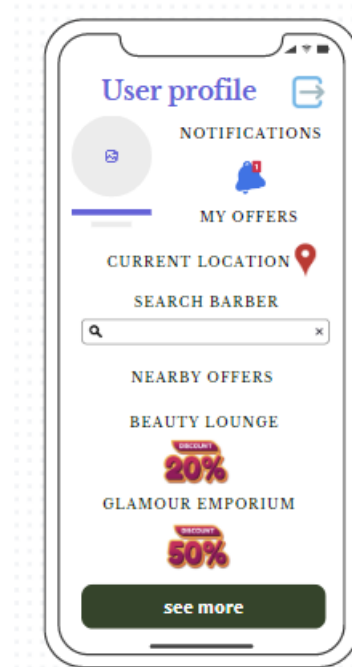 User profile
NOTIFICATIONS
1
MY OFFERS
CURRENT LOCATION
SEARCH BARBER
×
NEARBY OFFERS
BEAUTY LOUNGE
DISCOUNT
20%
GLAMOUR EMPORIUM
DISCOUNT
50%
see more